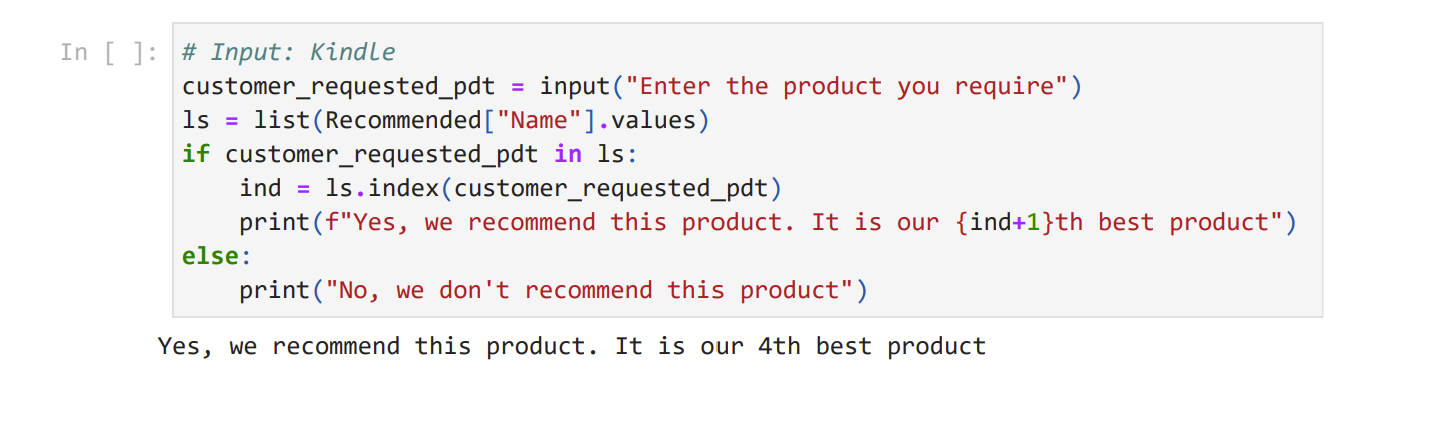 In [ ]:
# Input: Kindle
customer_requested_pdt = input("Enter the product you require")
ls = list(Recommended["Name"].values)
if customer_requested_pdt in ls:
    ind = ls.index(customer_requested_pdt)
    print(f"Yes, we recommend this product. It is our {ind+1}th best product")
else:
    print("No, we don't recommend this product")
Yes, we recommend this product. It is our 4th best product